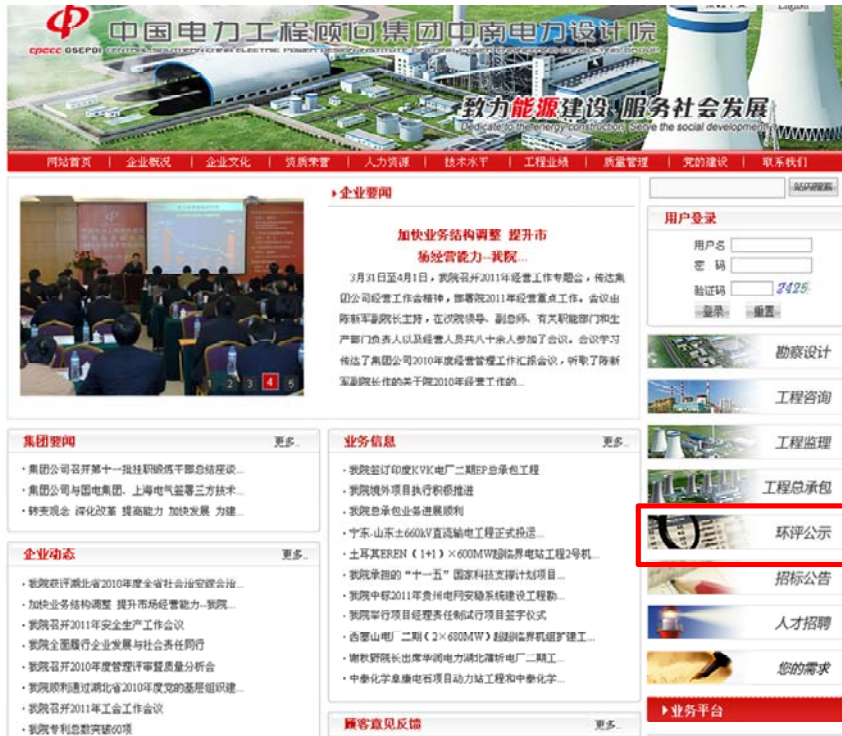 English
cpecc GSEPDI
中国电力工程顾问集团中南电力设计院
致力能源建设 服务社会发展
Dedicate to the energy construction Serve the social development
网站首页 | 企业概况 | 企业文化 | 资质荣誉 | 人力资源 | 技术水平 | 工程业绩 | 质量管理 | 党的建设 | 联系我们
企业要闻
加快业务结构调整 提升市
场经营能力--我院...
3月31日至4月1日，我院召开2011年经营工作专题会，传达集
团公司经营工作会精神，部署院2011年经营重点工作。会议由
陈新军副院长主持，在汉院领导、副总师、有关职能部门和生
产部门负责人以及经营人员共八十余人参加了会议。会议学习
传达了集团公司2010年度经营管理工作汇报会议，听取了陈新
军副院长作的关于院2010年经营工作的...
1 2 3 4 5
站内搜索
用户登录
用户名
密 码
验证码 2425
登录 重置
勘察设计
工程咨询
工程监理
工程总承包
环评公示
招标公告
人才招聘
您的需求
业务平台
集团要闻 更多..
·集团公司召开第十一批挂职锻炼干部总结座谈...
·集团公司与国电集团、上海电气签署三方技术...
·转变观念 深化改革 提高能力 加快发展 为建...
企业动态 更多..
·我院获评湖北省2010年度全省社会治安综合治...
·加快业务结构调整 提升市场经营能力--我院...
·我院召开2011年安全生产工作会议
·我院全面履行企业发展与社会责任同行
·我院召开2010年度管理评审暨质量分析会
·我院顺利通过湖北省2010年度党的基层组织建...
·我院召开2011年工会工作会议
·我院专利总数突破60项
业务信息 更多..
·我院签订印度KVK电厂二期EP总承包工程
·我院境外项目执行积极推进
·我院总承包业务进展顺利
·宁东-山东±660kV直流输电工程正式投运...
·土耳其EREN（1+1）×600MW超临界电站工程2号机...
·我院承担的“十一五”国家科技支撑计划项目...
·我院中标2011年贵州电网安稳系统建设工程勘...
·我院举行项目经理责任制试行项目签字仪式
·西塞山电厂二期（2×680MW）超超临界机组扩建工...
·谢秋野院长出席华润电力湖北蒲圻电厂二期工...
·中泰化学阜康电石项目动力站工程和中泰化学...
顾客意见反馈 更多..